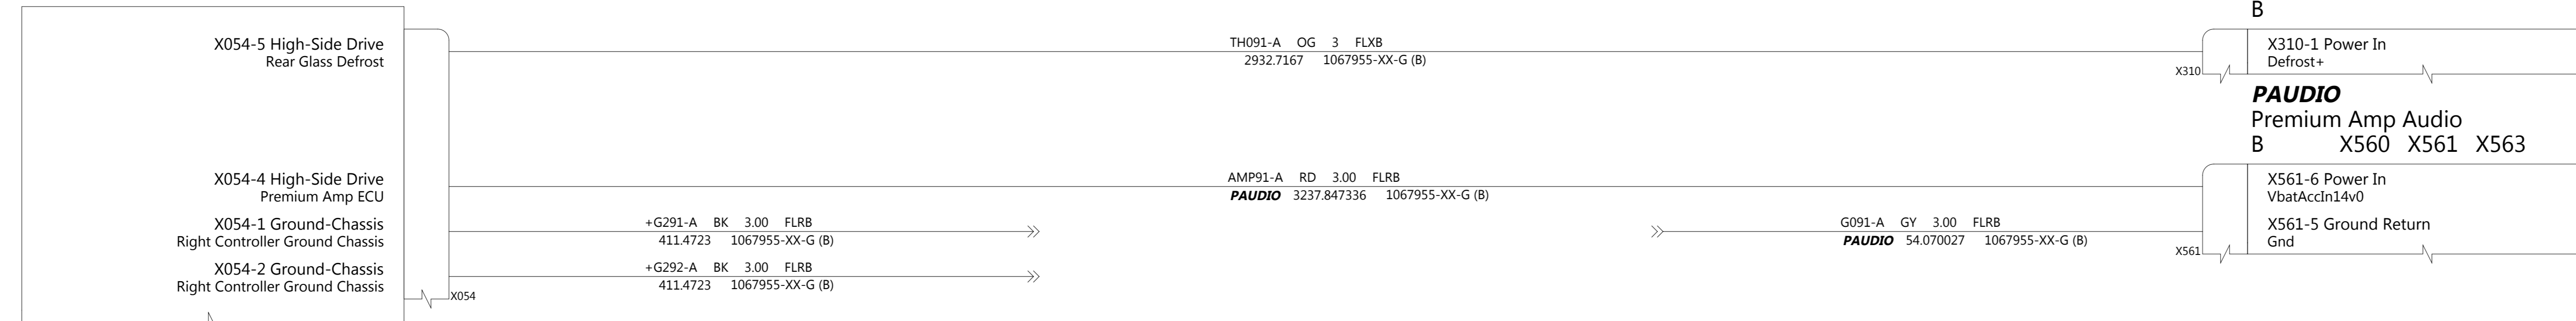 B
X054-5 High-Side Drive
Rear Glass Defrost
TH091-A OG 3 FLXB
2932.7167 1067955-XX-G (B)
X310
X310-1 Power In
Defrost+
PAUDIO
Premium Amp Audio
B X560 X561 X563
X054-4 High-Side Drive
Premium Amp ECU
AMP91-A RD 3.00 FLRB
PAUDIO 3237.847336 1067955-XX-G (B)
X561-6 Power In
VbatAccIn14v0
X054-1 Ground-Chassis
Right Controller Ground Chassis
+G291-A BK 3.00 FLRB
411.4723 1067955-XX-G (B)
G091-A GY 3.00 FLRB
PAUDIO 54.070027 1067955-XX-G (B)
X561-5 Ground Return
Gnd
X561
X054-2 Ground-Chassis
Right Controller Ground Chassis
+G292-A BK 3.00 FLRB
411.4723 1067955-XX-G (B)
X054